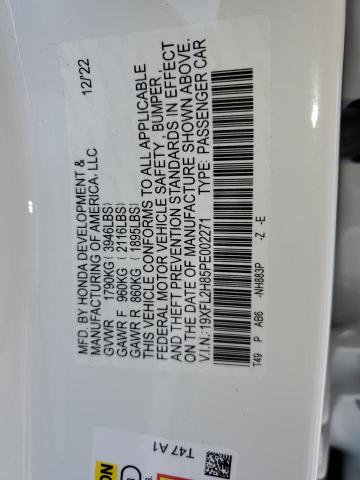 MFD. BY HONDA DEVELOPMENT & 12/'22
MANUFACTURING OF AMERICA, LLC
GVWR 1790KG ( 3946LBS)
GAWR F 960KG ( 2116LBS)
GAWR R 860KG ( 1895LBS)
THIS VEHICLE CONFORMS TO ALL APPLICABLE
FEDERAL MOTOR VEHICLE SAFETY, BUMPER,
AND THEFT PREVENTION STANDARDS IN EFFECT
ON THE DATE OF MANUFACTURE SHOWN ABOVE.
V.I.N.:19XFL2H85PE002271 TYPE: PASSENGER CAR
T49 P AB6 -NH883P -Z -E
T47 A1